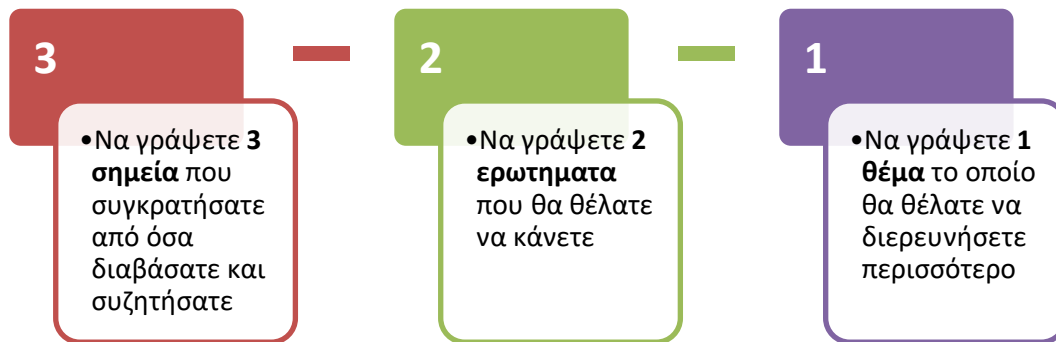 3
•Να γράψετε 3
σημεία που
συγκρατήσατε
από όσα
διαβάσατε και
συζητήσατε
2
•Να γράψετε 2
ερωτηματα
που θα θέλατε
να κάνετε
1
•Να γράψετε 1
θέμα το οποίο
θα θέλατε να
διερευνήσετε
περισσότερο